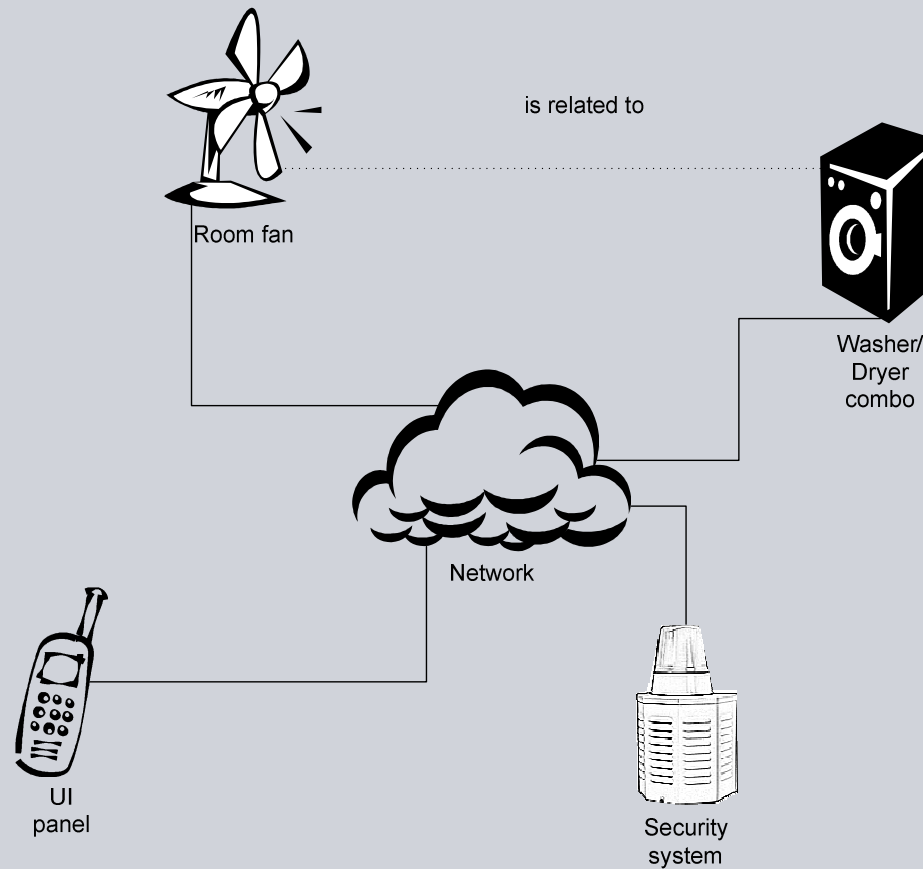 is related to
Room fan
Washer/
Dryer
combo
Network
UI
panel
Security
system